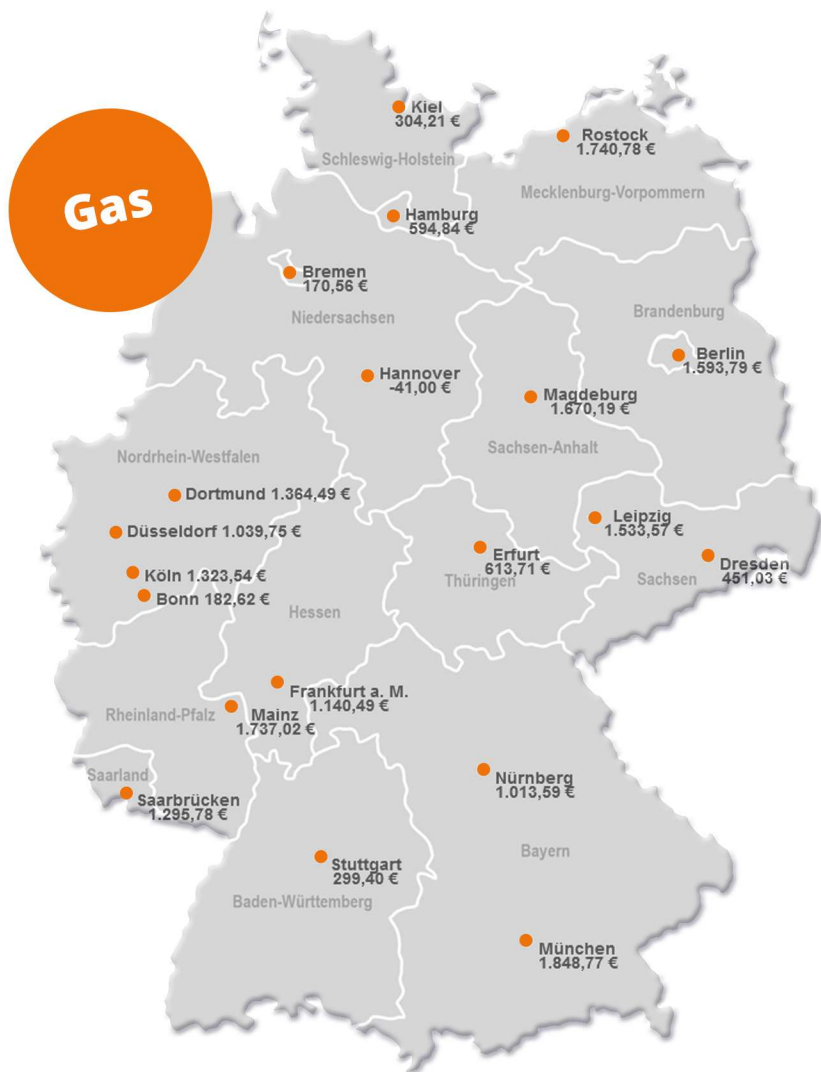 Gas
Kiel
304,21 €
Rostock
1.740,78 €
Schleswig-Holstein
Mecklenburg-Vorpommern
Hamburg
594,84 €
Bremen
170,56 €
Niedersachsen
Brandenburg
Berlin
1.593,79 €
Hannover
-41,00 €
Magdeburg
1.670,19 €
Sachsen-Anhalt
Nordrhein-Westfalen
Dortmund 1.364,49 €
Düsseldorf 1.039,75 €
Köln 1.323,54 €
Bonn 182,62 €
Leipzig
1.533,57 €
Erfurt
613,71 €
Thüringen
Dresden
451,03 €
Sachsen
Hessen
Frankfurt a. M.
1.140,49 €
Rheinland-Pfalz
Mainz
1.737,02 €
Saarland
Saarbrücken
1.295,78 €
Nürnberg
1.013,59 €
Bayern
Stuttgart
299,40 €
Baden-Württemberg
München
1.848,77 €